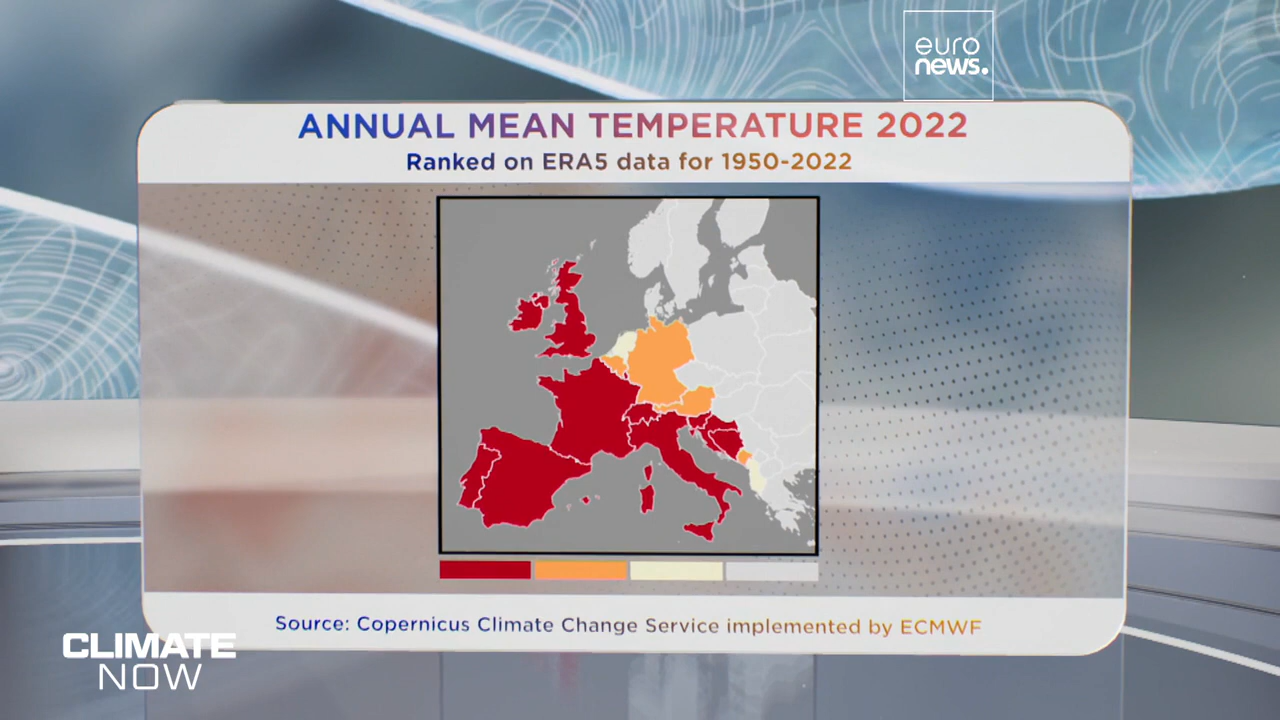 euro
news.
ANNUAL MEAN TEMPERATURE 2022
Ranked on ERA5 data for 1950-2022
Source: Copernicus Climate Change Service implemented by ECMWF
CLIMATE
NOW